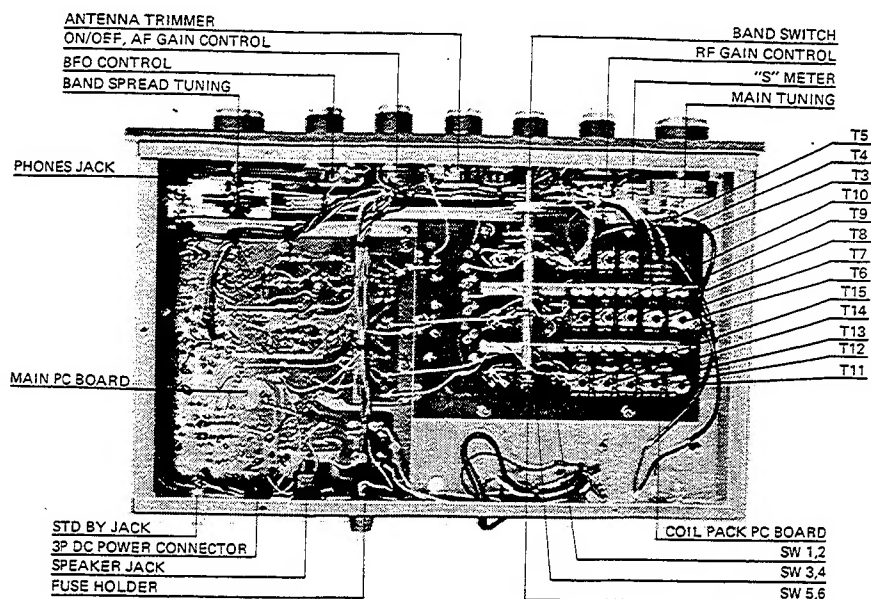 ANTENNA TRIMMER
ON/OFF, AF GAIN CONTROL
BFO CONTROL
BAND SPREAD TUNING
BAND SWITCH
RF GAIN CONTROL
"S" METER
MAIN TUNING
PHONES JACK
T5
T4
T3
T10
T9
T8
T7
T6
T15
T14
T13
T12
T11
MAIN PC BOARD
STD BY JACK
3P DC POWER CONNECTOR
SPEAKER JACK
FUSE HOLDER
COIL PACK PC BOARD
SW 1,2
SW 3,4
SW 5,6